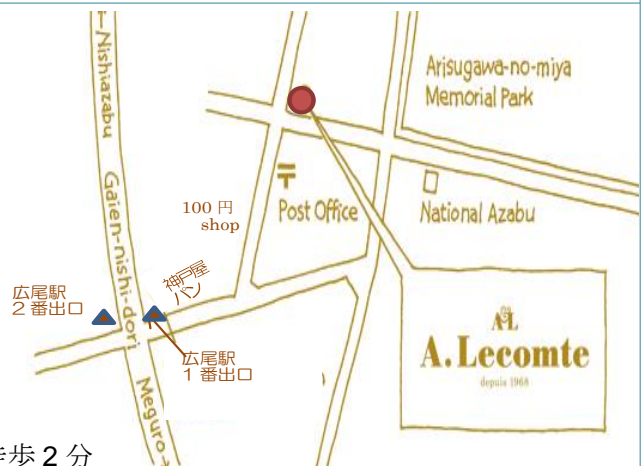 ←Nishiazabu
Gaien-nishi-dori
Meguro→
Arisugawa-no-miya
Memorial Park
〒
Post Office
National Azabu
100 円
shop
神戸屋
パン
広尾駅
2 番出口
広尾駅
1 番出口
A&L
A. Lecomte
depuis 1968
歩 2 分